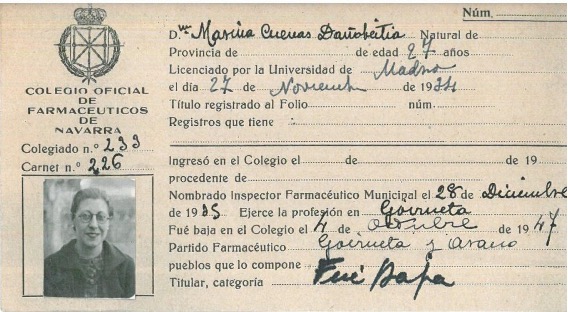 Núm.
D.ña Marina Cuevas Dañobeitia Natural de
Provincia de de edad 27 años
Licenciado por la Universidad de Madrid
el día 27 de Noviembre de 1934
Título registrado al Folio núm.
Registros que tiene
COLEGIO OFICIAL
DE
FARMACEUTICOS
DE
NAVARRA
Colegiado n.º 233
Carnet n.º 226
Ingresó en el Colegio el de de 19
procedente de
Nombrado Inspector Farmacéutico Municipal el 28 de Diciembre
de 1935 Ejerce la profesión en Goizueta
Fué baja en el Colegio el 4 de Octubre de 1947
Partido Farmacéutico Goizueta y Arano
pueblos que lo compone
Titular, categoría Fué Baja